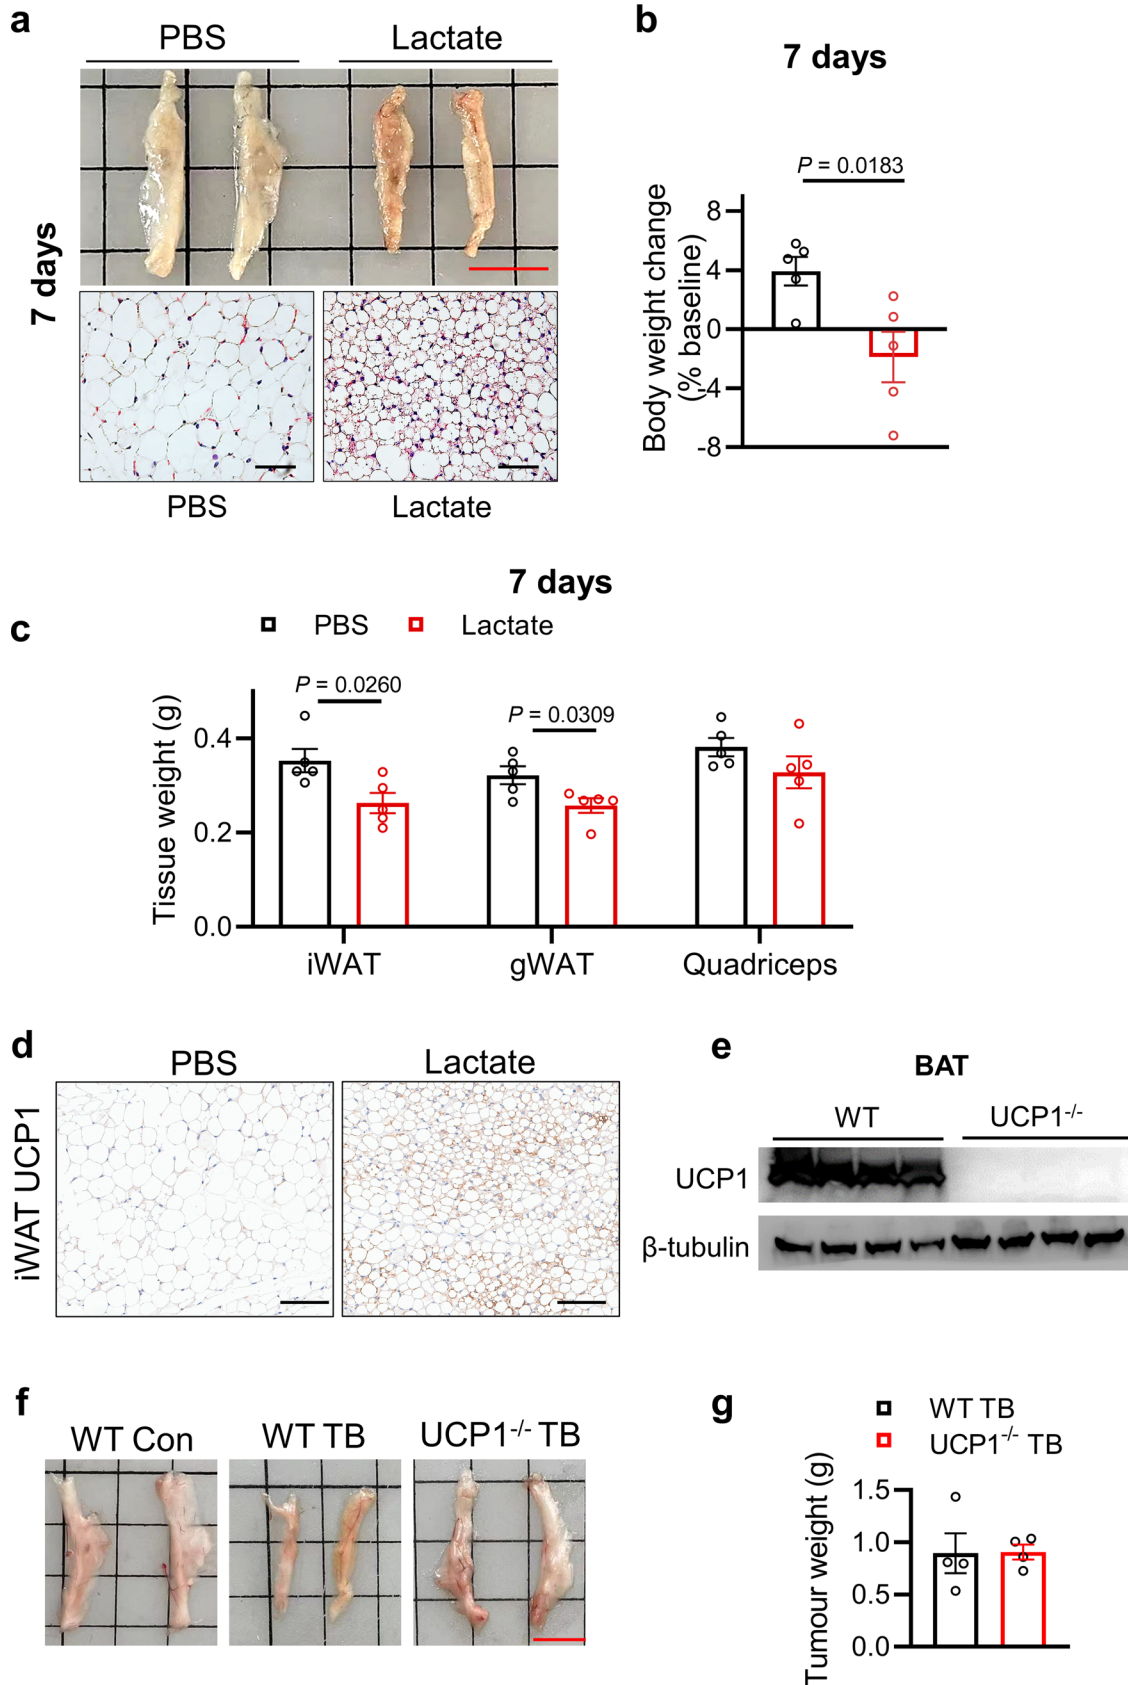 a
PBS
Lactate
7 days
PBS
Lactate
b
7 days
P = 0.0183
Body weight change
(% baseline)
8
4
0
-4
-8
7 days
c
PBS
Lactate
Tissue weight (g)
P = 0.0260
P = 0.0309
0.4
0.2
0.0
iWAT
gWAT
Quadriceps
d
PBS
Lactate
iWAT UCP1
e
BAT
WT
UCP1-/-
UCP1
β-tubulin
f
WT Con
WT TB
UCP1-/- TB
g
WT TB
UCP1-/- TB
Tumour weight (g)
1.5
1.0
0.5
0.0